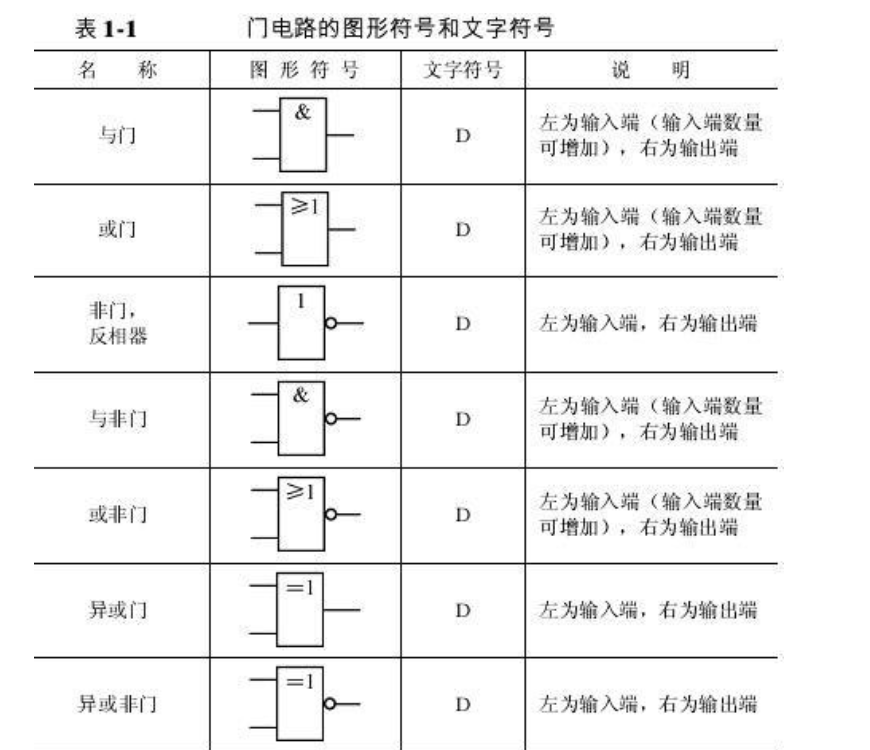 表 1-1 门电路的图形符号和文字符号
名 称 图 形 符 号 文字符号 说 明
与门 & D 左为输入端（输入端数量
可增加），右为输出端
或门 ≥1 D 左为输入端（输入端数量
可增加），右为输出端
非门，
反相器 1 D 左为输入端，右为输出端
与非门 & D 左为输入端（输入端数量
可增加），右为输出端
或非门 ≥1 D 左为输入端（输入端数量
可增加），右为输出端
异或门 =1 D 左为输入端，右为输出端
异或非门 =1 D 左为输入端，右为输出端